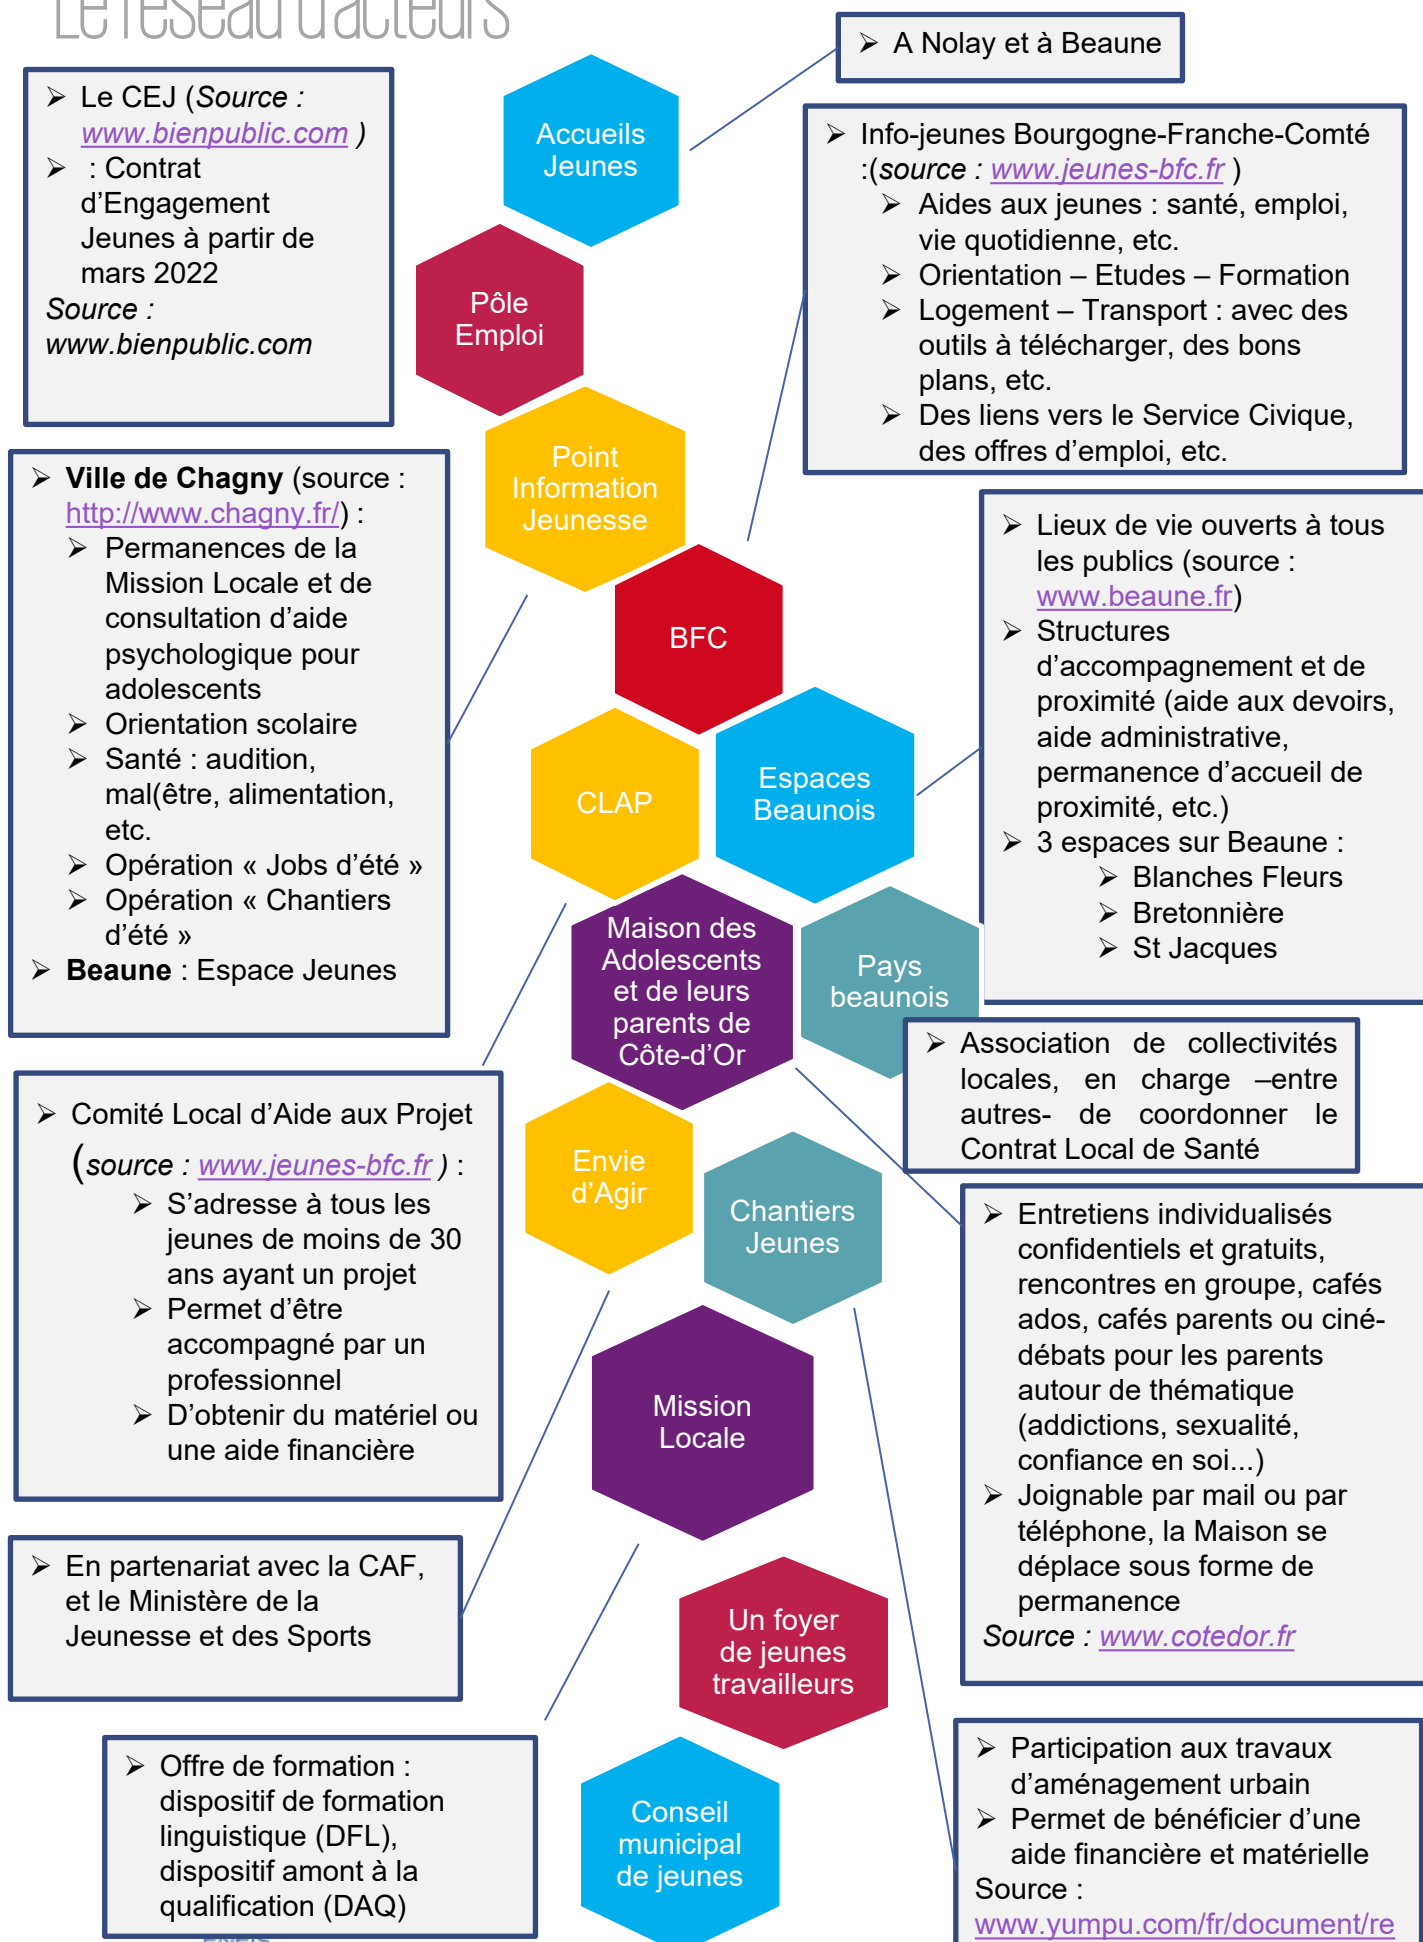 Le réseau d'acteurs
➢ A Nolay et à Beaune
➢ Le CEJ (Source :
www.bienpublic.com )
➢ : Contrat
d’Engagement
Jeunes à partir de
mars 2022
Source :
www.bienpublic.com
Accueils
Jeunes
➢ Info-jeunes Bourgogne-Franche-Comté
:(source : www.jeunes-bfc.fr )
➢ Aides aux jeunes : santé, emploi,
vie quotidienne, etc.
➢ Orientation – Etudes – Formation
➢ Logement – Transport : avec des
outils à télécharger, des bons
plans, etc.
➢ Des liens vers le Service Civique,
des offres d’emploi, etc.
Pôle
Emploi
Point
Information
Jeunesse
➢ Ville de Chagny (source :
http://www.chagny.fr/) :
➢ Permanences de la
Mission Locale et de
consultation d’aide
psychologique pour
adolescents
➢ Orientation scolaire
➢ Santé : audition,
mal(être, alimentation,
etc.
➢ Opération « Jobs d’été »
➢ Opération « Chantiers
d’été »
➢ Beaune : Espace Jeunes
BFC
➢ Lieux de vie ouverts à tous
les publics (source :
www.beaune.fr)
➢ Structures
d’accompagnement et de
proximité (aide aux devoirs,
aide administrative,
permanence d’accueil de
proximité, etc.)
➢ 3 espaces sur Beaune :
➢ Blanches Fleurs
➢ Bretonnière
➢ St Jacques
CLAP
Espaces
Beaunois
Maison des
Adolescents
et de leurs
parents de
Côte-d’Or
Pays
beaunois
➢ Association de collectivités
locales, en charge –entre
autres- de coordonner le
Contrat Local de Santé
➢ Comité Local d’Aide aux Projet
(source : www.jeunes-bfc.fr ) :
➢ S’adresse à tous les
jeunes de moins de 30
ans ayant un projet
➢ Permet d’être
accompagné par un
professionnel
➢ D’obtenir du matériel ou
une aide financière
Envie
d’Agir
Chantiers
Jeunes
➢ Entretiens individualisés
confidentiels et gratuits,
rencontres en groupe, cafés
ados, cafés parents ou ciné-
débats pour les parents
autour de thématique
(addictions, sexualité,
confiance en soi...)
➢ Joignable par mail ou par
téléphone, la Maison se
déplace sous forme de
permanence
Source : www.cotedor.fr
Mission
Locale
➢ En partenariat avec la CAF,
et le Ministère de la
Jeunesse et des Sports
Un foyer
de jeunes
travailleurs
➢ Offre de formation :
dispositif de formation
linguistique (DFL),
dispositif amont à la
qualification (DAQ)
Conseil
municipal
de jeunes
➢ Participation aux travaux
d’aménagement urbain
➢ Permet de bénéficier d’une
aide financière et matérielle
Source :
www.yumpu.com/fr/document/re